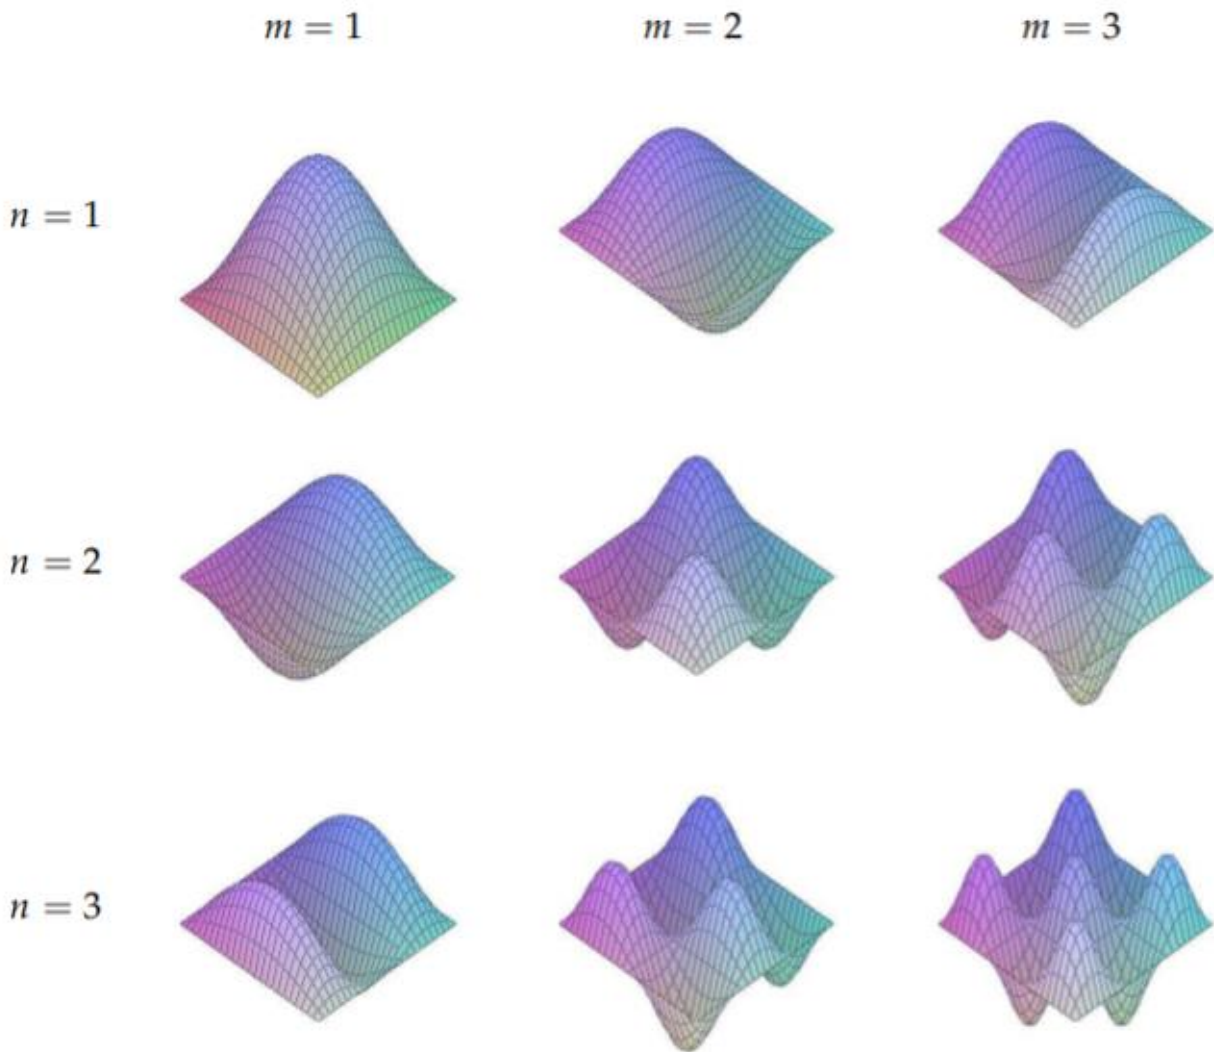 m = 1 m = 2 m = 3
n = 1
n = 2
n = 3